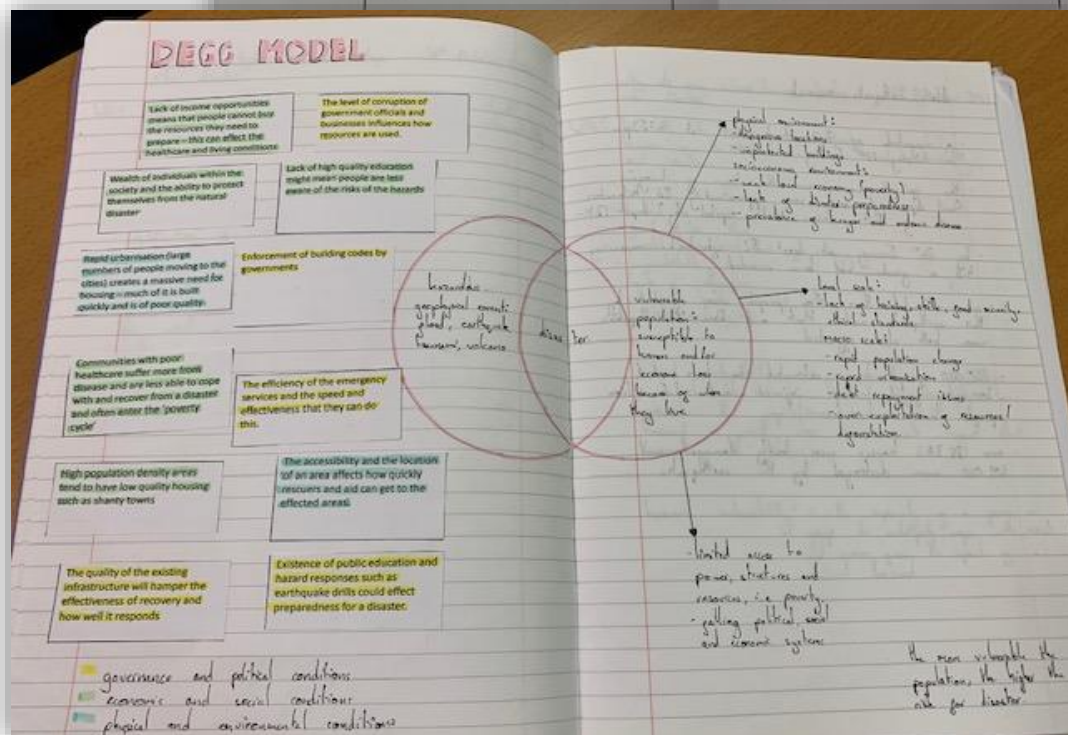 DEGG MODEL
Lack of income opportunities
means that people cannot buy
the resources they need to
prepare – this can effect the
healthcare and living conditions
The level of corruption of
government officials and
businesses influences how
resources are used.
Wealth of individuals within the
society and the ability to protect
themselves from the natural
disaster
Lack of high quality education
might mean people are less
aware of the risks of the hazards
Rapid urbanisation (large
numbers of people moving to the
cities) creates a massive need for
housing – much of it is built
quickly and is of poor quality.
Enforcement of building codes by
governments
Communities with poor
healthcare suffer more from
disease and are less able to cope
with and recover from a disaster
and often enter the 'poverty
cycle'
The efficiency of the emergency
services and the speed and
effectiveness that they can do
this.
High population density areas
tend to have low quality housing
such as shanty towns
The accessibility and the location
of an area affects how quickly
rescuers and aid can get to the
effected areas.
The quality of the existing
infrastructure will hamper the
effectiveness of recovery and
how well it responds
Existence of public education and
hazard responses such as
earthquake drills could effect
preparedness for a disaster.
governance and political conditions
economic and social conditions
physical and environmental conditions
hazardous
geophysical event:
flood, earthquake
tsunami, volcano
disaster
vulnerable
population:
susceptible to
human and/or
economic loss
because of where
they live
physical environment:
- dangerous locations
- unprotected buildings
socioeconomic environment:
- weak local economy (poverty)
- lack of disaster preparedness
- prevalence of hunger and endemic disease
local scale:
- lack of training, skills, good security,
ethical standards
macro scale:
- rapid population change
- rapid urbanisation
- debt repayment issues
- over exploitation of resources/
degradation
- limited access to
power, structures and
resources, i.e. poverty.
- failing political, social
and economic systems
the more vulnerable the
population, the higher the
risk for disaster